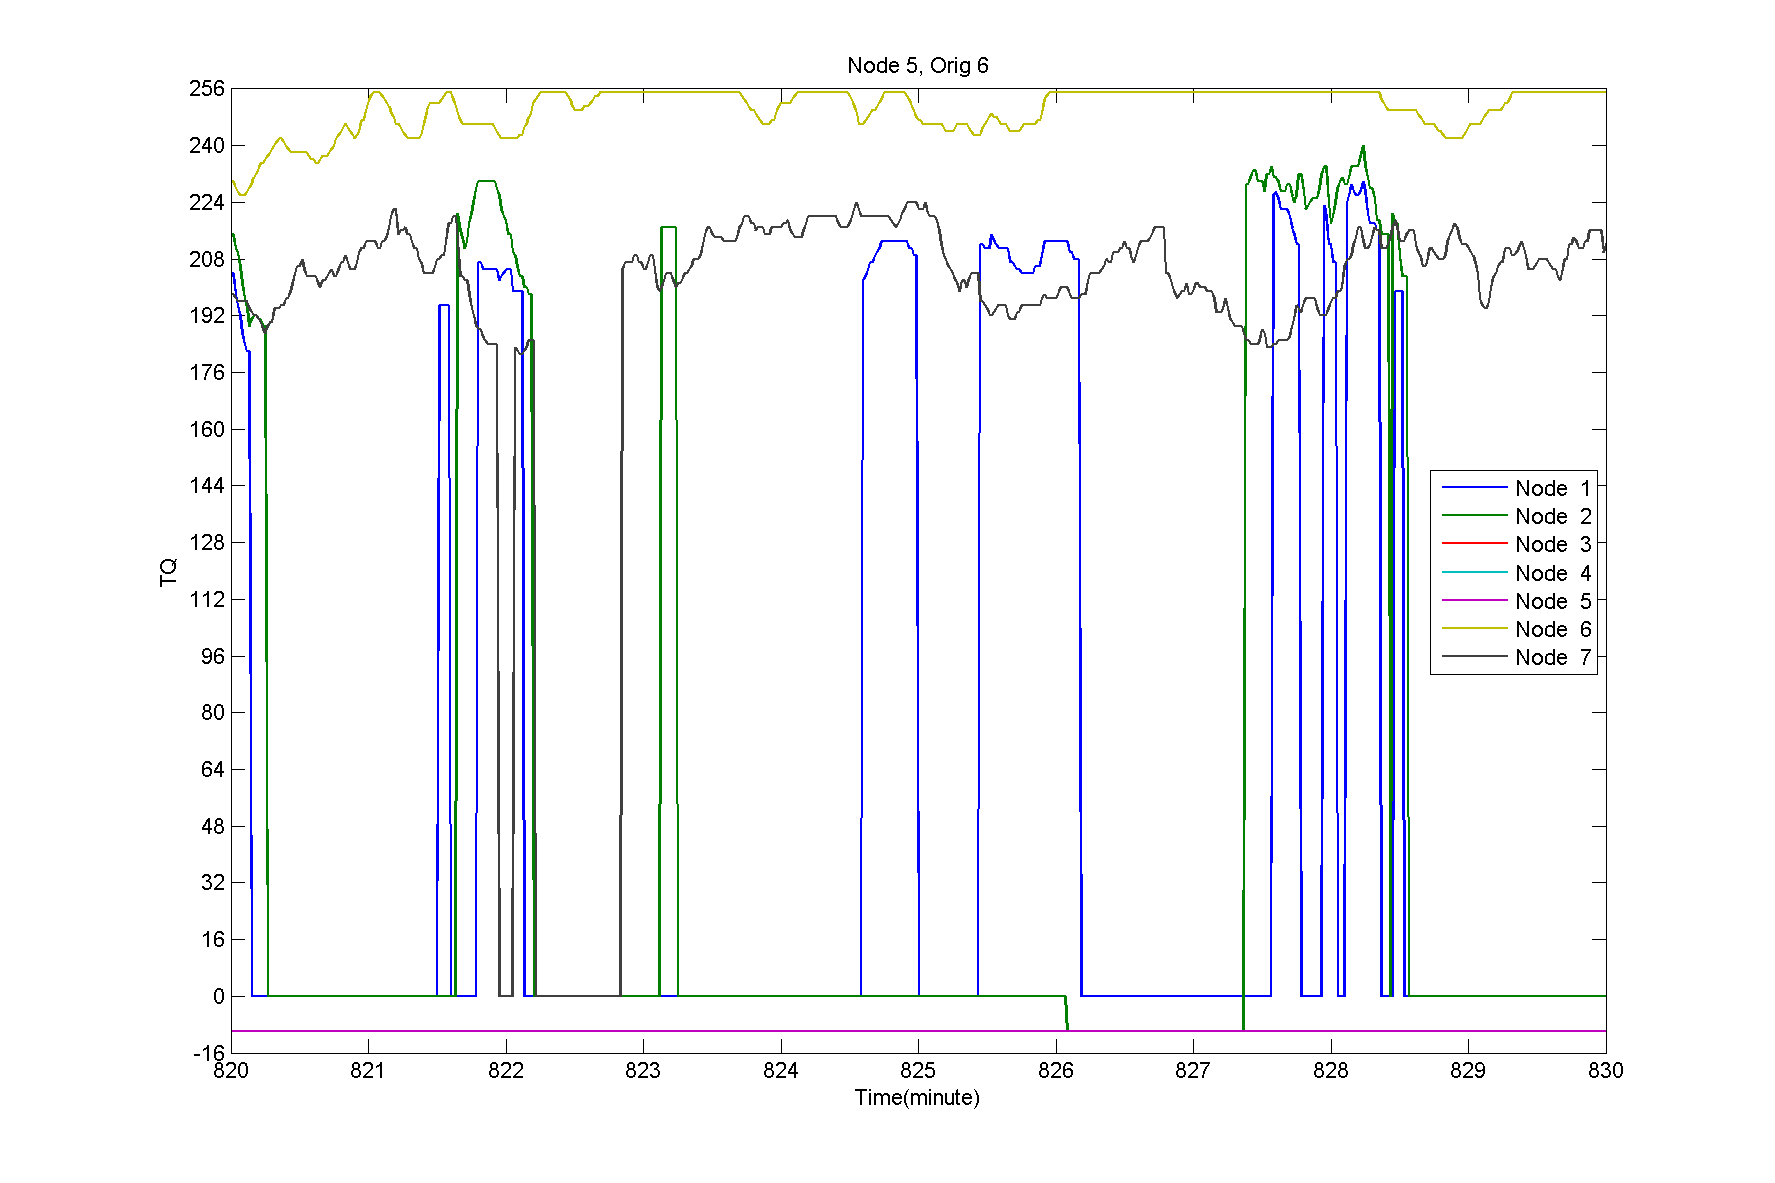 Node 5, Orig 6
256
240
224
208
192
176
160
144
128
112
96
80
64
48
32
16
0
-16
TQ
820 821 822 823 824 825 826 827 828 829 830
Time(minute)
Node 1
Node 2
Node 3
Node 4
Node 5
Node 6
Node 7